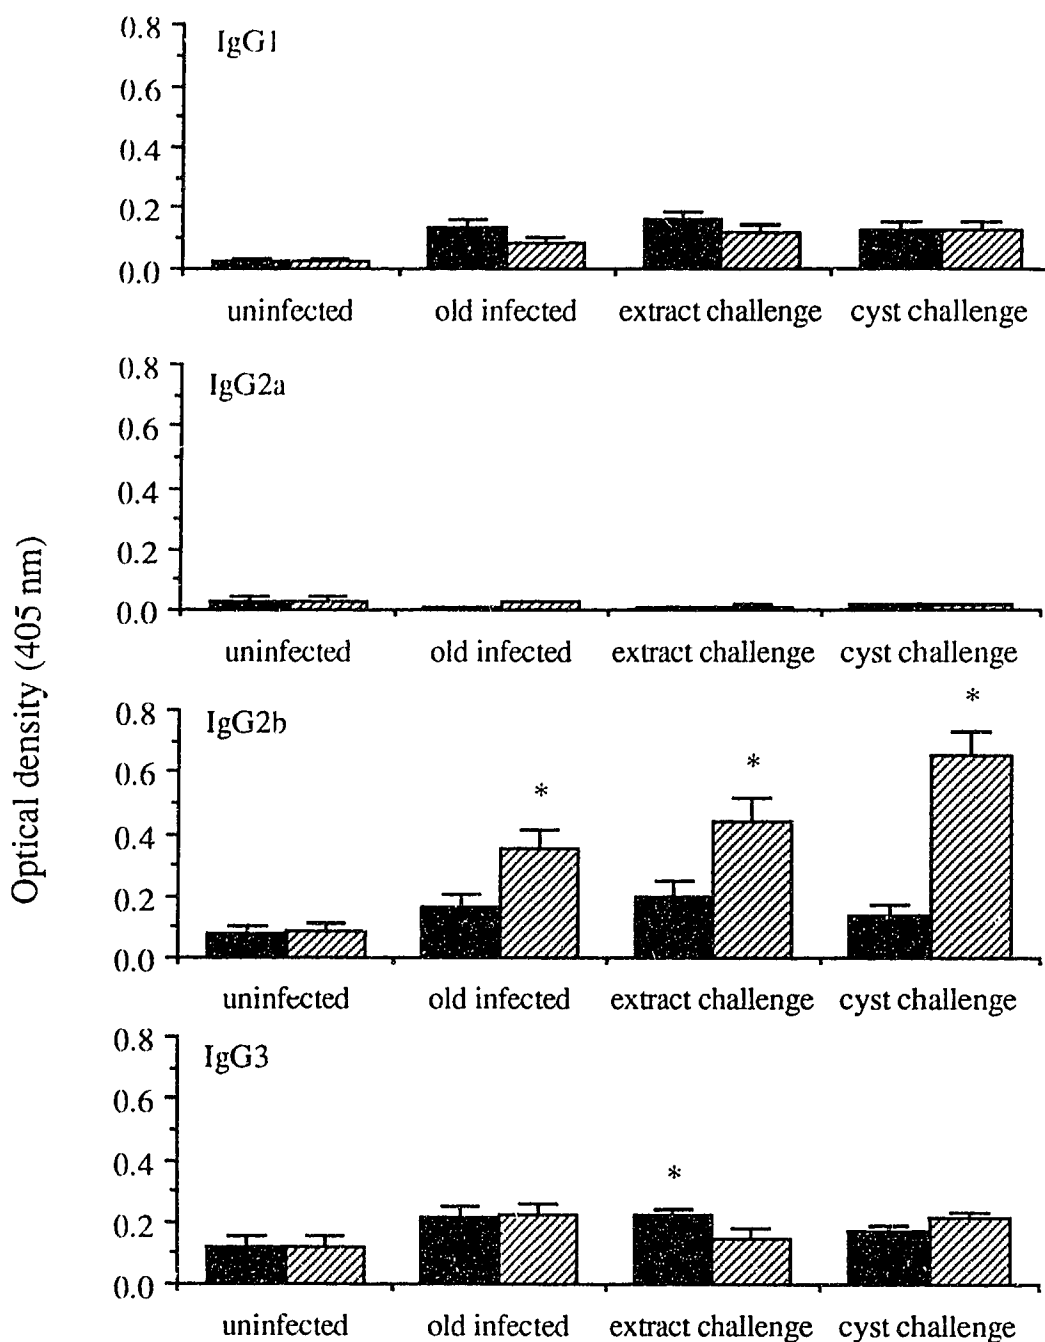 Optical density (405 nm)
IgG1
0.8
0.6
0.4
0.2
0.0
uninfected old infected extract challenge cyst challenge
IgG2a
0.8
0.6
0.4
0.2
0.0
uninfected old infected extract challenge cyst challenge
IgG2b
0.8
0.6
0.4
0.2
0.0
* * *
uninfected old infected extract challenge cyst challenge
IgG3
0.8
0.6
0.4
0.2
0.0
*
uninfected old infected extract challenge cyst challenge